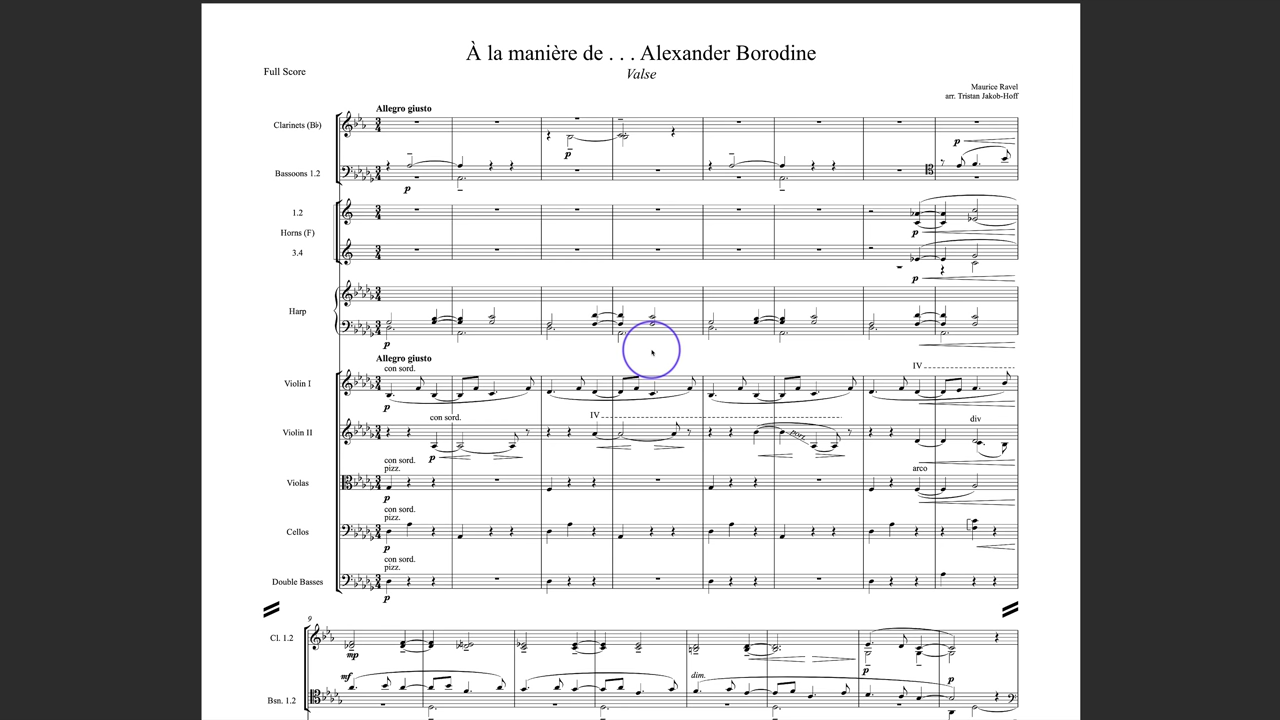 À la manière de . . . Alexander Borodine
Full Score
Valse
Maurice Ravel
arr. Tristan Jakob-Hoff
Allegro giusto
Clarinets (B♭)
p
p
Bassoons 1.2
p
1.2
p
Horns (F)
3.4
p
Harp
p
Allegro giusto
con sord.
IV
Violin I
p
con sord.
IV
div
Violin II
port.
p
con sord.
pizz.
arco
Violas
p
con sord.
pizz.
Cellos
p
con sord.
pizz.
Double Basses
p
9
Cl. 1.2
mp
p
p
mf
dim.
Bsn. 1.2